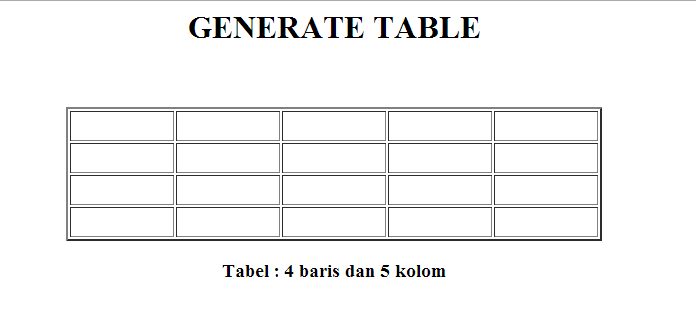 GENERATE TABLE
Tabel : 4 baris dan 5 kolom